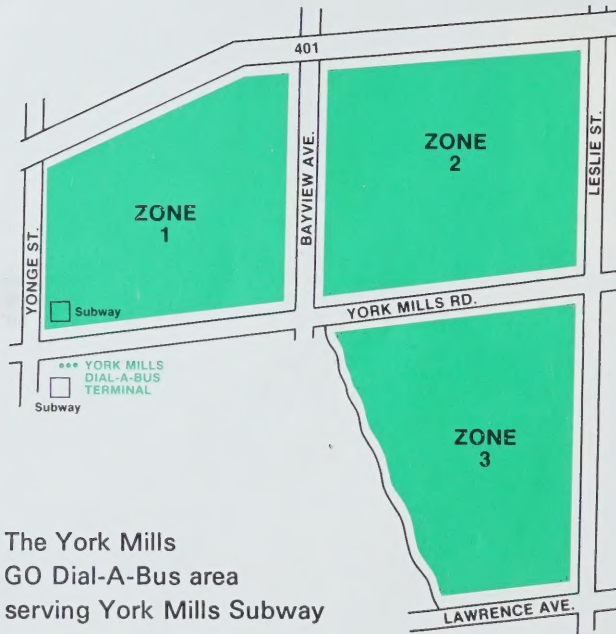 401
ZONE
1
BAYVIEW AVE.
ZONE
2
LESLIE ST.
YONGE ST.
Subway
YORK MILLS RD.
••• YORK MILLS
DIAL-A-BUS
TERMINAL
Subway
ZONE
3
The York Mills
GO Dial-A-Bus area
serving York Mills Subway
LAWRENCE AVE.